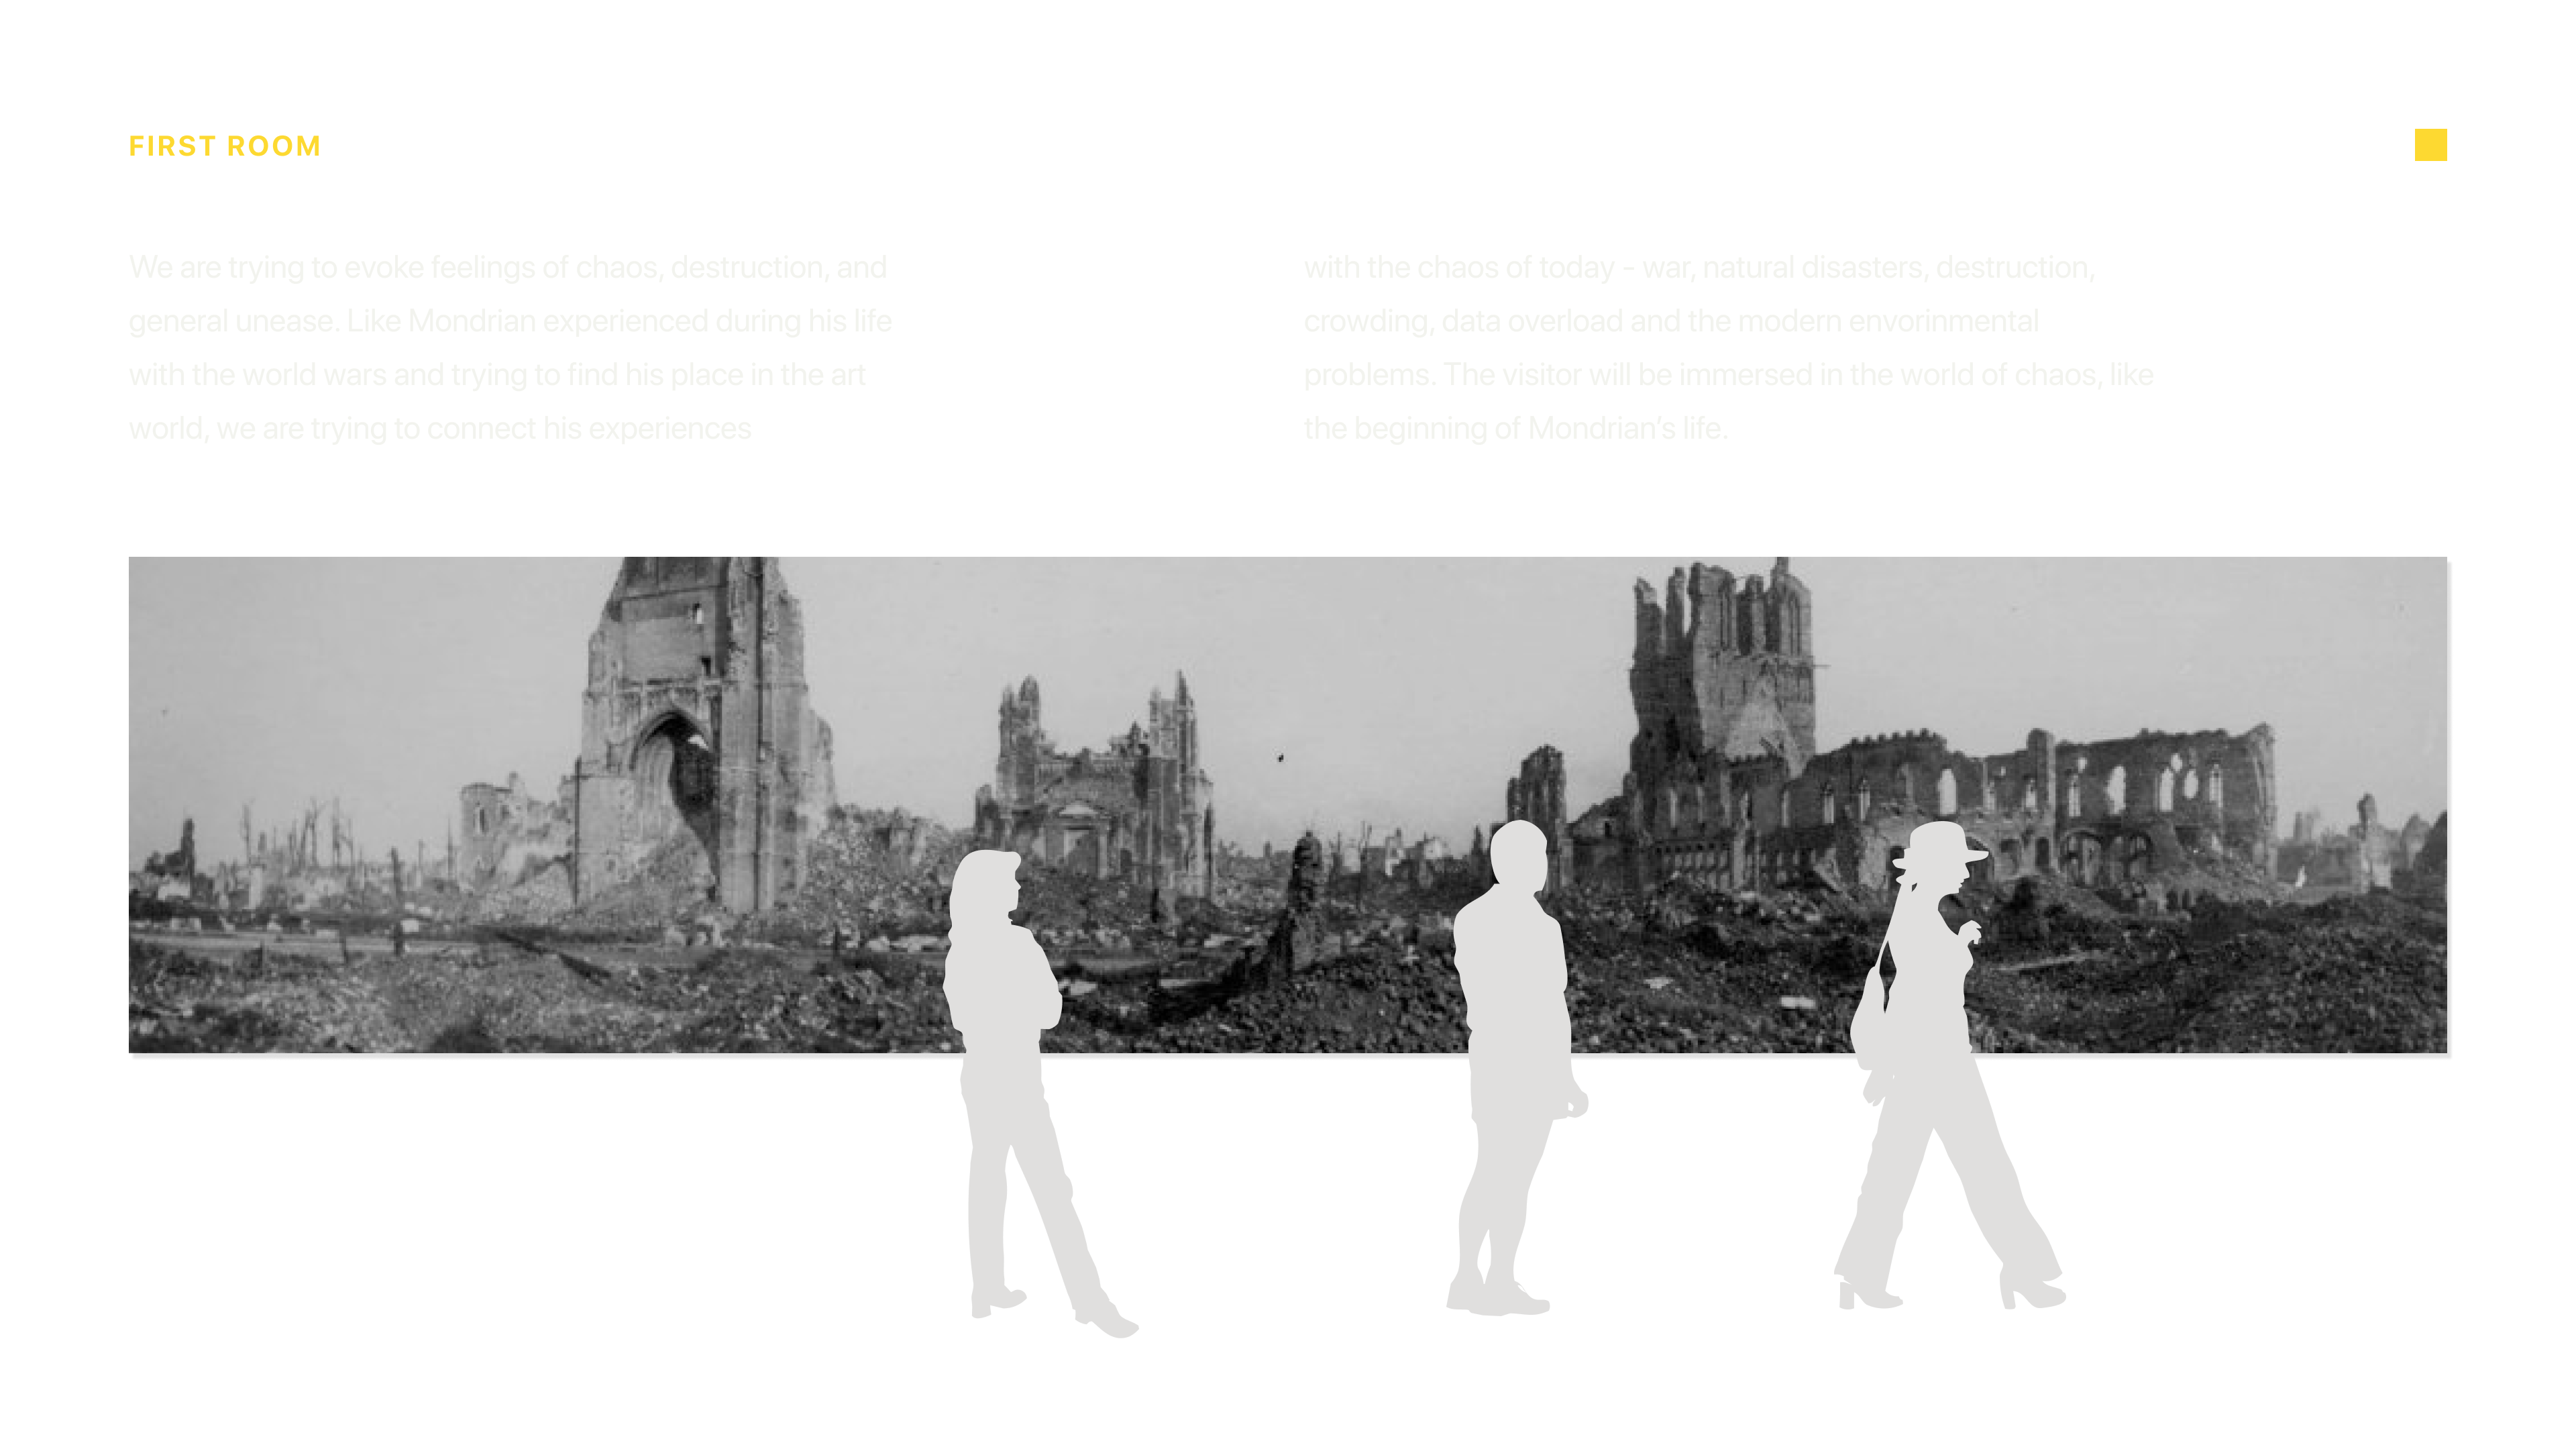 FIRST ROOM
We are trying to evoke feelings of chaos, destruction, and
general unease. Like Mondrian experienced during his life
with the world wars and trying to find his place in the art
world, we are trying to connect his experiences
with the chaos of today - war, natural disasters, destruction,
crowding, data overload and the modern envorinmental
problems. The visitor will be immersed in the world of chaos, like
the beginning of Mondrian’s life.